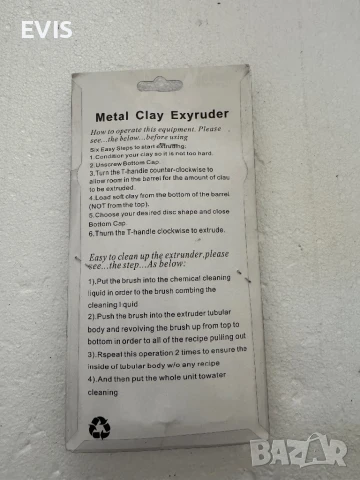 EVIS
Metal Clay Exyruder
How to operate this equipment. Please
see...the below...before using
Six Easy Steps to start extruding;
1.Condition your clay so it is not too hard.
2.Unscrew Bottom Cap.
3.Turn the T-handle counter-clockwise to
allow room in the barrel for the amount of clay
to be extruded.
4.Load soft clay from the bottom of the barrel
(NOT from the top).
5.Choose your desired disc shape and close
Bottom Cap
6.Thurn the T-handle clockwise to extrude.
Easy to clean up the extrunder,please
see...the step...As below:
1).Put the brush into the chemical cleaning
liquid in order to the brush combing the
cleaning lquid
2).Push the brush into the extruder tubular
body and revolving the brush up from top to
bottom in order to all of the recipe pulling out
3).Rspeat this operation 2 times to ensure the
inside of tubular body w/o any recipe
4).And then put the whole unit towater
cleaning
BAZAR
bg